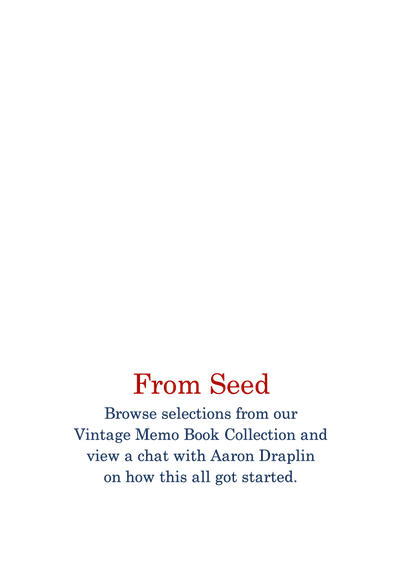 From Seed
Browse selections from our
Vintage Memo Book Collection and
view a chat with Aaron Draplin
on how this all got started.